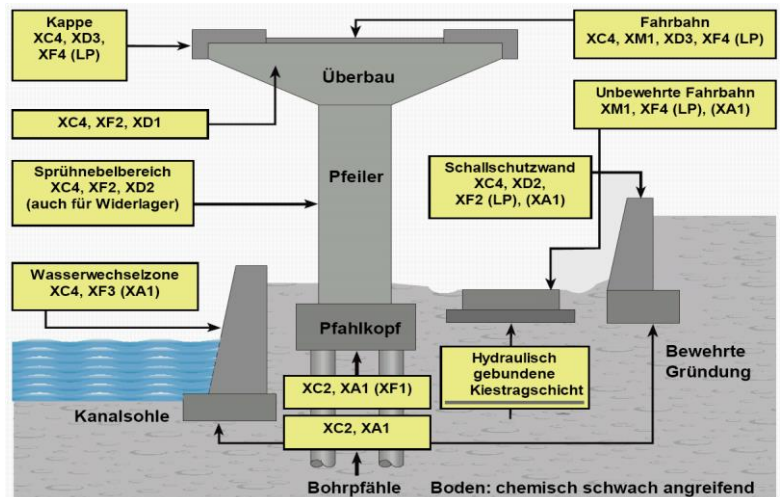 Kappe
XC4, XD3,
XF4 (LP)
Fahrbahn
XC4, XM1, XD3, XF4 (LP)
Überbau
Unbewehrte Fahrbahn
XM1, XF4 (LP), (XA1)
XC4, XF2, XD1
Sprühnebelbereich
XC4, XF2, XD2
(auch für Widerlager)
Pfeiler
Schallschutzwand
XC4, XD2,
XF2 (LP), (XA1)
Wasserwechselzone
XC4, XF3 (XA1)
Pfahlkopf
Hydraulisch
gebundene
Kiestragschicht
Bewehrte
Gründung
XC2, XA1 (XF1)
Kanalsohle
XC2, XA1
Bohrpfähle
Boden: chemisch schwach angreifend